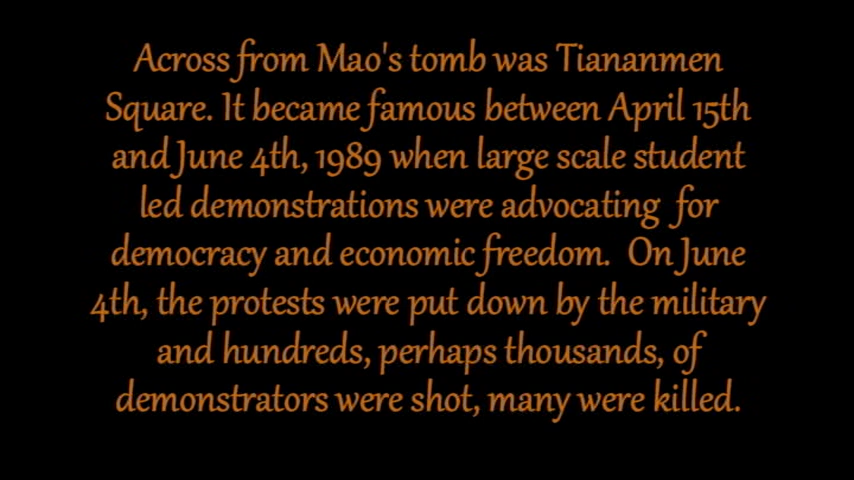 Across from Mao's tomb was Tiananmen
Square. It became famous between April 15th
and June 4th, 1989 when large scale student
led demonstrations were advocating  for
democracy and economic freedom.  On June
4th, the protests were put down by the military
and hundreds, perhaps thousands, of
demonstrators were shot, many were killed.